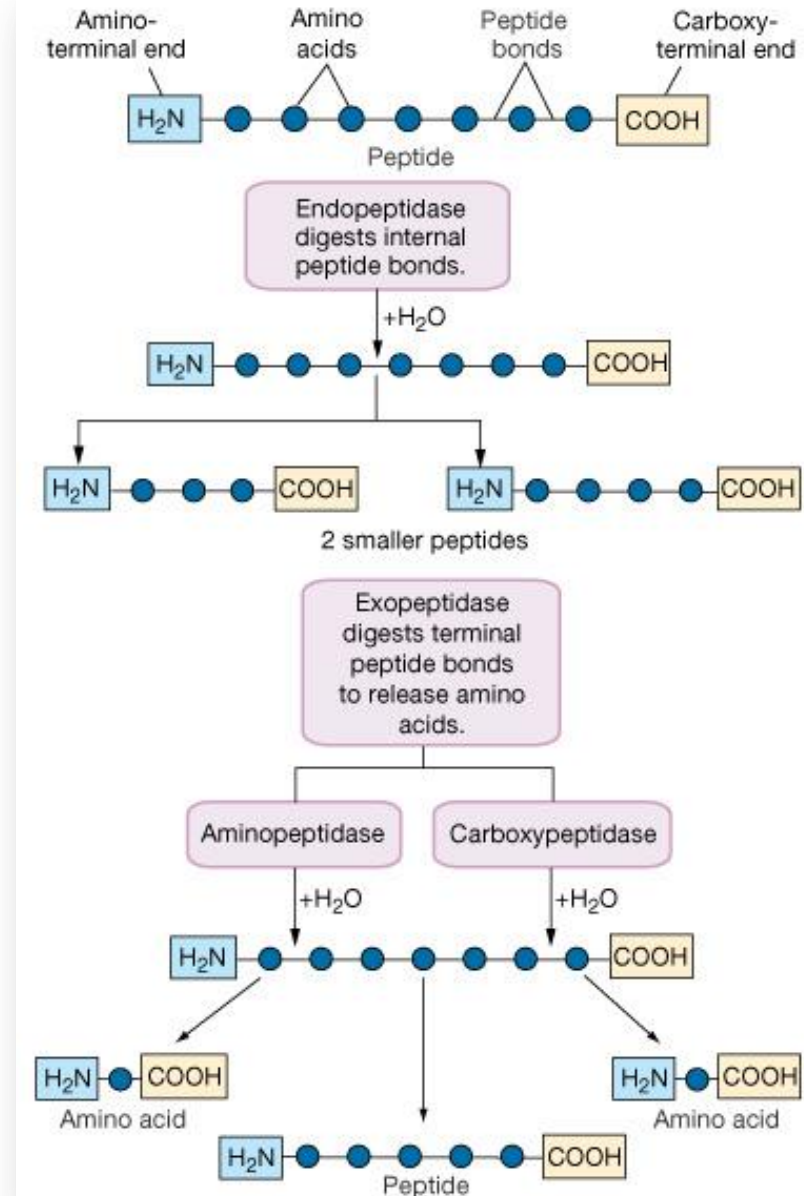 Amino-
terminal end
Amino
acids
Peptide
bonds
Carboxy-
terminal end
H₂N
COOH
Peptide
Endopeptidase
digests internal
peptide bonds.
+H₂O
H₂N
COOH
H₂N
COOH
H₂N
COOH
2 smaller peptides
Exopeptidase
digests terminal
peptide bonds
to release amino
acids.
Aminopeptidase
Carboxypeptidase
+H₂O
+H₂O
H₂N
COOH
H₂N
COOH
Amino acid
H₂N
COOH
Amino acid
H₂N
COOH
Peptide